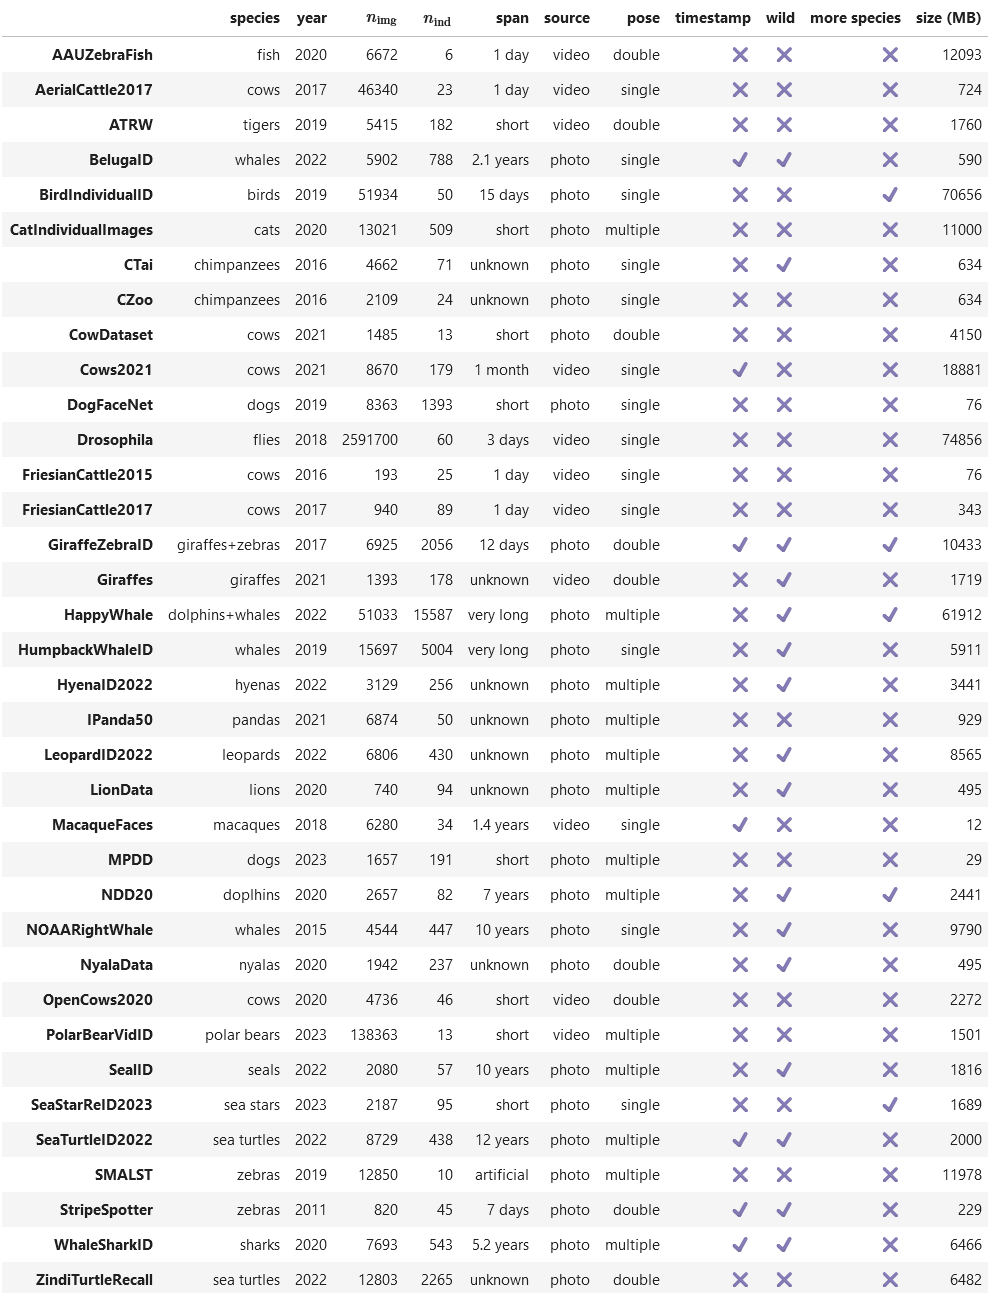 species year n_img n_ind span source pose timestamp wild more species size (MB)
AAUZebraFish fish 2020 6672 6 1 day video double ✗ ✗ ✗ 12093
AerialCattle2017 cows 2017 46340 23 1 day video single ✗ ✗ ✗ 724
ATRW tigers 2019 5415 182 short video double ✗ ✗ ✗ 1760
BelugaID whales 2022 5902 788 2.1 years photo single ✓ ✓ ✗ 590
BirdIndividualID birds 2019 51934 50 15 days photo single ✗ ✗ ✓ 70656
CatIndividualImages cats 2020 13021 509 short photo multiple ✗ ✗ ✗ 11000
CTai chimpanzees 2016 4662 71 unknown photo single ✗ ✓ ✗ 634
CZoo chimpanzees 2016 2109 24 unknown photo single ✗ ✗ ✗ 634
CowDataset cows 2021 1485 13 short photo double ✗ ✗ ✗ 4150
Cows2021 cows 2021 8670 179 1 month video single ✓ ✗ ✗ 18881
DogFaceNet dogs 2019 8363 1393 short photo single ✗ ✗ ✗ 76
Drosophila flies 2018 2591700 60 3 days video single ✗ ✗ ✗ 74856
FriesianCattle2015 cows 2016 193 25 1 day video single ✗ ✗ ✗ 76
FriesianCattle2017 cows 2017 940 89 1 day video single ✗ ✗ ✗ 343
GiraffeZebraID giraffes+zebras 2017 6925 2056 12 days photo double ✓ ✓ ✓ 10433
Giraffes giraffes 2021 1393 178 unknown video double ✗ ✓ ✗ 1719
HappyWhale dolphins+whales 2022 51033 15587 very long photo multiple ✗ ✓ ✓ 61912
HumpbackWhaleID whales 2019 15697 5004 very long photo single ✗ ✓ ✗ 5911
HyenaID2022 hyenas 2022 3129 256 unknown photo multiple ✗ ✓ ✗ 3441
IPanda50 pandas 2021 6874 50 unknown photo multiple ✗ ✗ ✗ 929
LeopardID2022 leopards 2022 6806 430 unknown photo multiple ✗ ✓ ✗ 8565
LionData lions 2020 740 94 unknown photo multiple ✗ ✓ ✗ 495
MacaqueFaces macaques 2018 6280 34 1.4 years video single ✓ ✗ ✗ 12
MPDD dogs 2023 1657 191 short photo multiple ✗ ✗ ✗ 29
NDD20 doplhins 2020 2657 82 7 years photo multiple ✗ ✓ ✓ 2441
NOAARightWhale whales 2015 4544 447 10 years photo single ✗ ✓ ✗ 9790
NyalaData nyalas 2020 1942 237 unknown photo double ✗ ✓ ✗ 495
OpenCows2020 cows 2020 4736 46 short video double ✗ ✗ ✗ 2272
PolarBearVidID polar bears 2023 138363 13 short video multiple ✗ ✗ ✗ 1501
SealID seals 2022 2080 57 10 years photo multiple ✗ ✓ ✗ 1816
SeaStarReID2023 sea stars 2023 2187 95 short photo single ✗ ✗ ✓ 1689
SeaTurtleID2022 sea turtles 2022 8729 438 12 years photo multiple ✓ ✓ ✗ 2000
SMALST zebras 2019 12850 10 artificial photo multiple ✗ ✗ ✗ 11978
StripeSpotter zebras 2011 820 45 7 days photo double ✓ ✓ ✗ 229
WhaleSharkID sharks 2020 7693 543 5.2 years photo multiple ✓ ✓ ✗ 6466
ZindiTurtleRecall sea turtles 2022 12803 2265 unknown photo double ✗ ✗ ✗ 6482